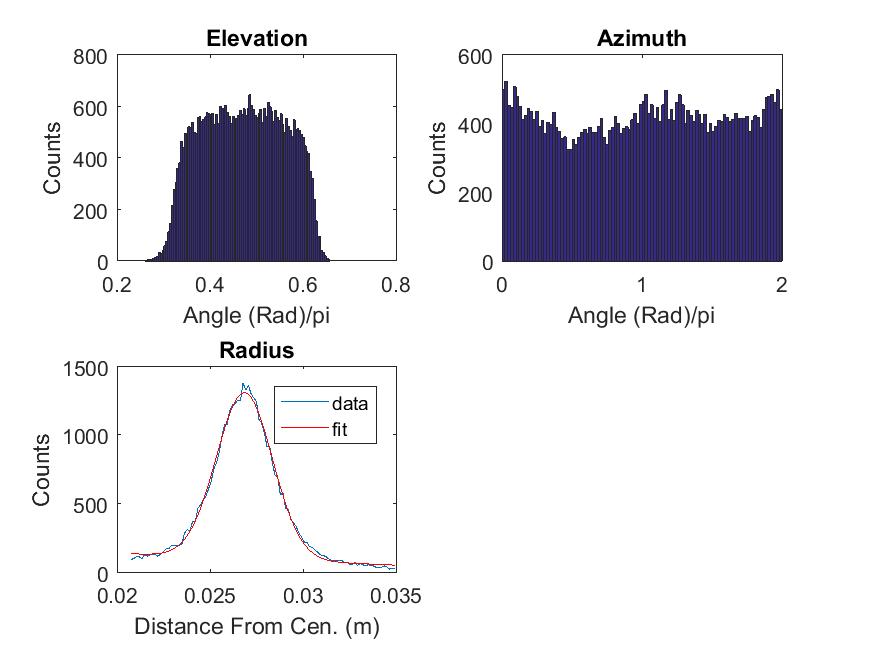 Elevation
800
600
400
200
0
0.2 0.4 0.6 0.8
Counts
Angle (Rad)/pi
Azimuth
600
400
200
0
0 1 2
Counts
Angle (Rad)/pi
Radius
1500
1000
500
0
0.02 0.025 0.03 0.035
Counts
Distance From Cen. (m)
data
fit